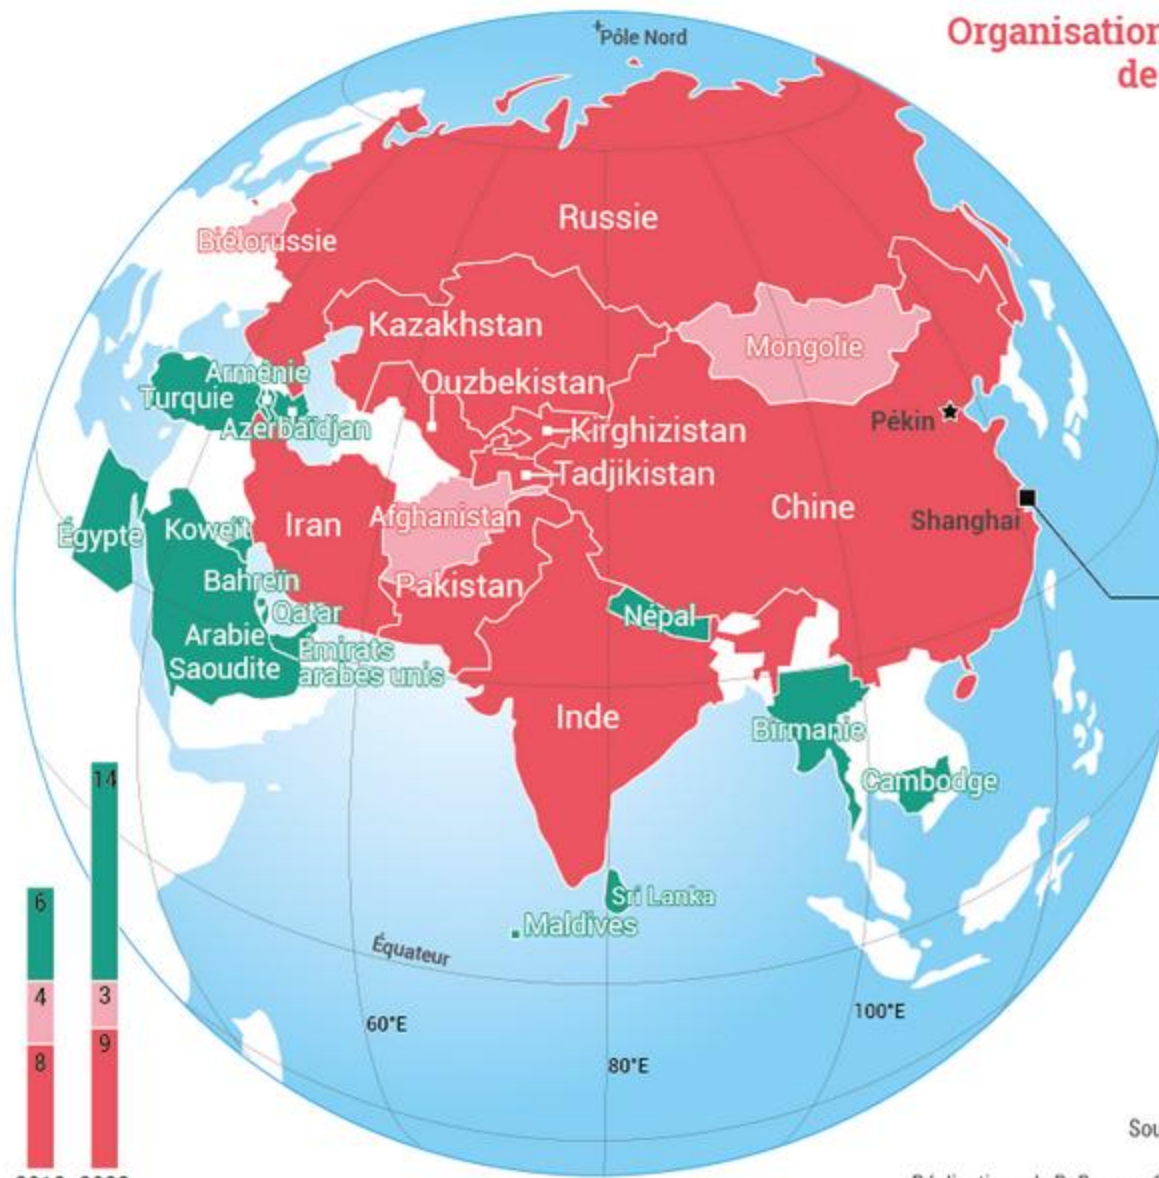 Organisation
de
Pôle Nord
Russie
Biélorussie
Kazakhstan
Mongolie
Arménie
Turquie
Ouzbekistan
Azerbaïdjan
Pékin
Kirghizistan
Tadjikistan
Chine
Shanghai
Égypte
Koweït
Iran
Afghanistan
Bahreïn
Pakistan
Qatar
Népal
Arabie
Saoudite
Émirats
arabes unis
Inde
Birmanie
Cambodge
Sri Lanka
Maldives
Équateur
60°E
80°E
100°E
14
6
4
3
8
9
Sou